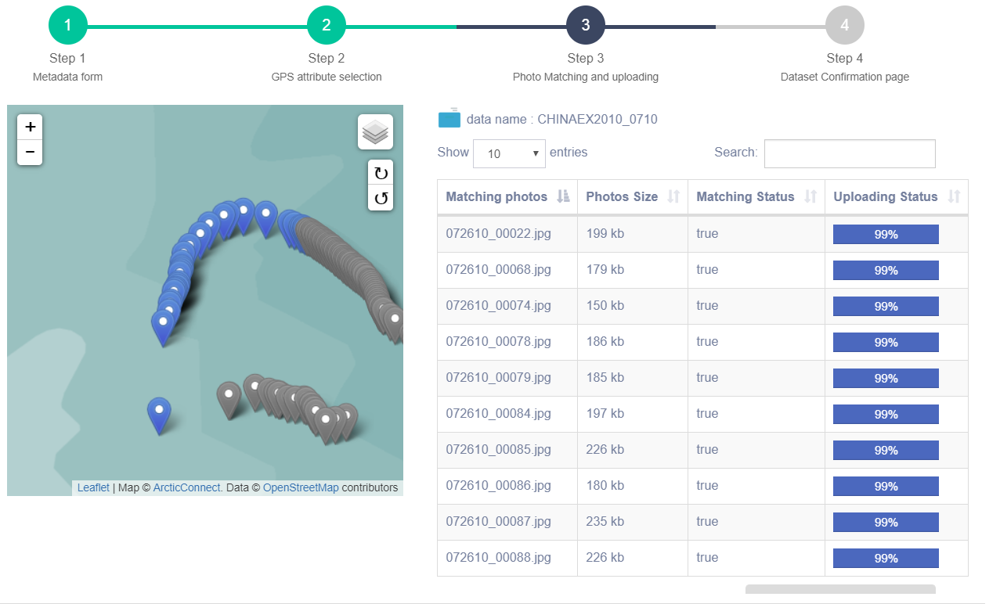 1 2 3 4
Step 1 Step 2 Step 3 Step 4
Metadata form GPS attribute selection Photo Matching and uploading Dataset Confirmation page
+
−
↻
↺
Leaflet | Map © ArcticConnect. Data © OpenStreetMap contributors
data name : CHINAEX2010_0710
Show 10 entries Search:
Matching photos Photos Size Matching Status Uploading Status
072610_00022.jpg 199 kb true 99%
072610_00068.jpg 179 kb true 99%
072610_00074.jpg 150 kb true 99%
072610_00078.jpg 186 kb true 99%
072610_00079.jpg 185 kb true 99%
072610_00084.jpg 197 kb true 99%
072610_00085.jpg 226 kb true 99%
072610_00086.jpg 180 kb true 99%
072610_00087.jpg 235 kb true 99%
072610_00088.jpg 226 kb true 99%